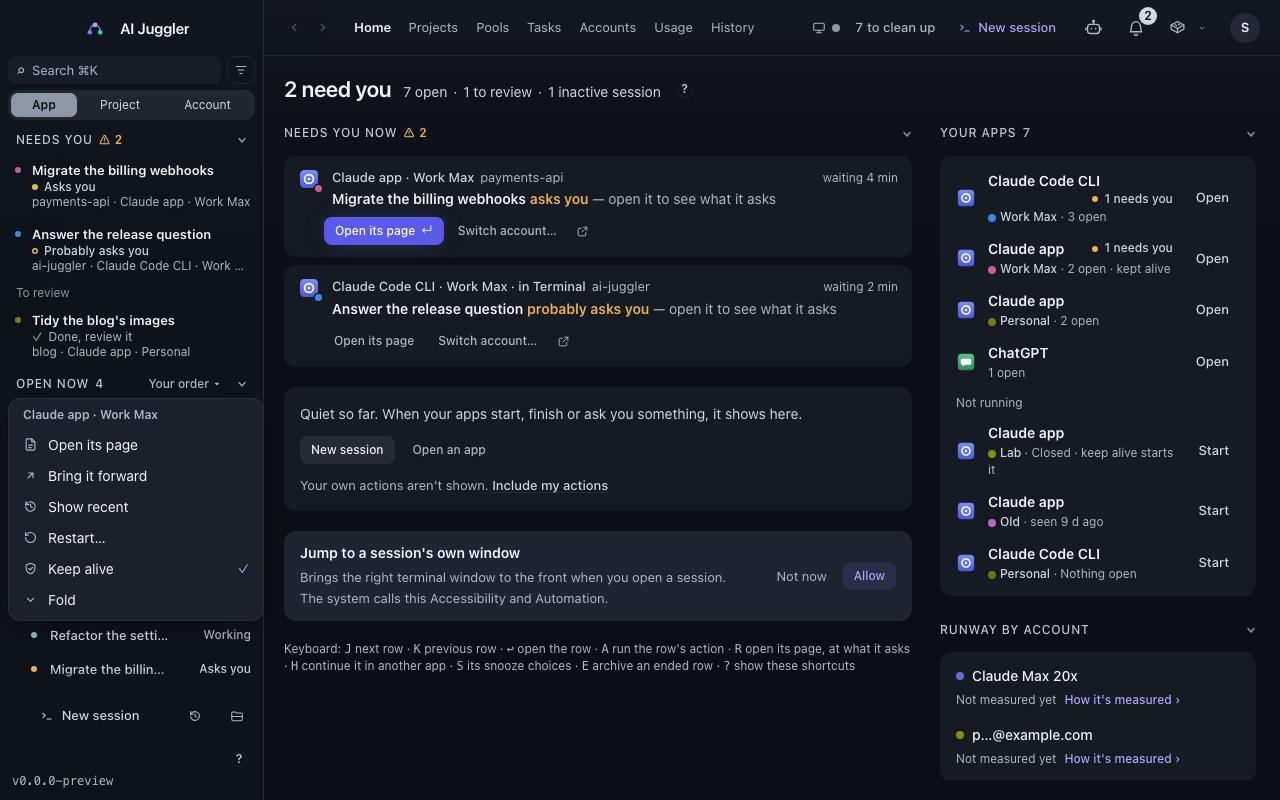 AI Juggler
Search ⌘K
App
Project
Account
NEEDS YOU 2
Migrate the billing webhooks
Asks you
payments-api · Claude app · Work Max
Answer the release question
Probably asks you
ai-juggler · Claude Code CLI · Work ...
To review
Tidy the blog's images
Done, review it
blog · Claude app · Personal
OPEN NOW 4
Your order
Claude app · Work Max
Open its page
Bring it forward
Show recent
Restart...
Keep alive
Fold
Refactor the setti...
Working
Migrate the billin...
Asks you
New session
?
v0.0.0-preview
Home
Projects
Pools
Tasks
Accounts
Usage
History
7 to clean up
New session
2
S
2 need you
7 open · 1 to review · 1 inactive session
?
NEEDS YOU NOW 2
Claude app · Work Max payments-api
waiting 4 min
Migrate the billing webhooks asks you — open it to see what it asks
Open its page ↵
Switch account...
Claude Code CLI · Work Max · in Terminal ai-juggler
waiting 2 min
Answer the release question probably asks you — open it to see what it asks
Open its page
Switch account...
Quiet so far. When your apps start, finish or ask you something, it shows here.
New session
Open an app
Your own actions aren't shown. Include my actions
Jump to a session's own window
Brings the right terminal window to the front when you open a session.
The system calls this Accessibility and Automation.
Not now
Allow
Keyboard: J next row · K previous row · ↩ open the row · A run the row's action · R open its page, at what it asks
· H continue it in another app · S its snooze choices · E archive an ended row · ? show these shortcuts
YOUR APPS 7
Claude Code CLI
1 needs you
Work Max · 3 open
Open
Claude app
1 needs you
Work Max · 2 open · kept alive
Open
Claude app
Personal · 2 open
Open
ChatGPT
1 open
Open
Not running
Claude app
Lab · Closed · keep alive starts
it
Start
Claude app
Old · seen 9 d ago
Start
Claude Code CLI
Personal · Nothing open
Start
RUNWAY BY ACCOUNT
Claude Max 20x
Not measured yet How it's measured ›
p...@example.com
Not measured yet How it's measured ›